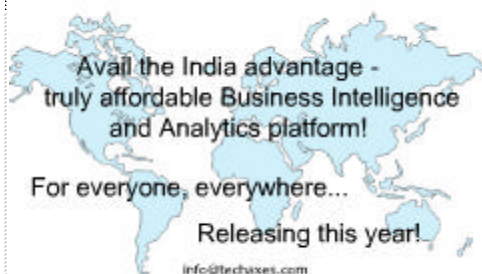 Avail the India advantage -
truly affordable Business Intelligence
and Analytics platform!
For everyone, everywhere...
Releasing this year!
info@techaxes.com